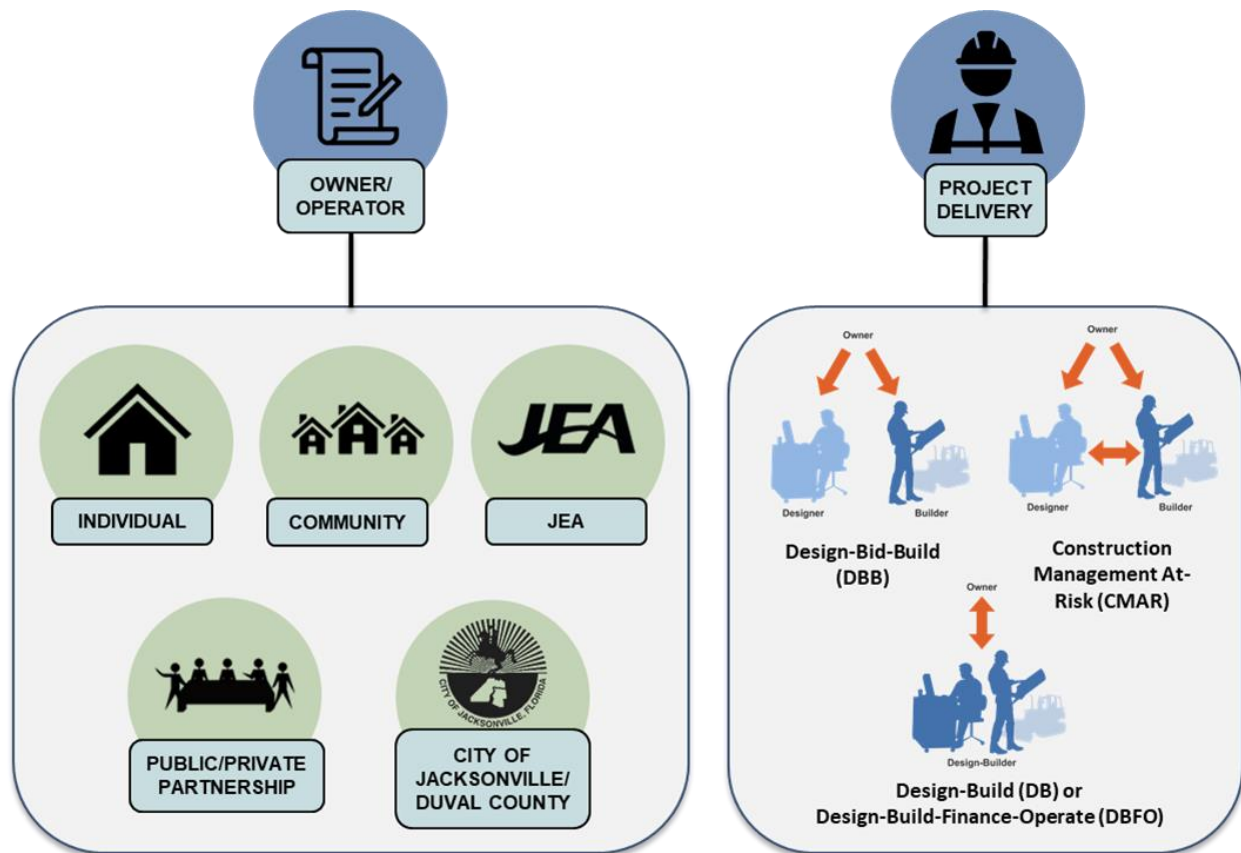 OWNER/
OPERATOR
INDIVIDUAL
COMMUNITY
JEA
JEA
PUBLIC/PRIVATE
PARTNERSHIP
CITY OF JACKSONVILLE, FLORIDA
CITY OF
JACKSONVILLE/
DUVAL COUNTY
PROJECT
DELIVERY
Owner
Designer
Builder
Design-Bid-Build
(DBB)
Owner
Designer
Builder
Construction
Management At-
Risk (CMAR)
Owner
Design-Builder
Design-Build (DB) or
Design-Build-Finance-Operate (DBFO)